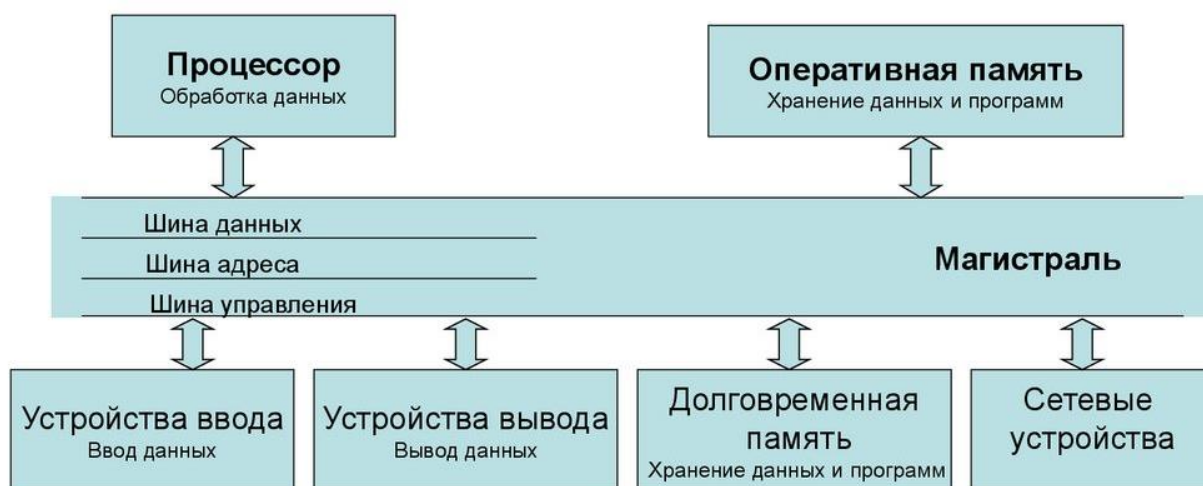 Процессор
Обработка данных
Оперативная память
Хранение данных и программ
Шина данных
Шина адреса
Шина управления
Магистраль
Устройства ввода
Ввод данных
Устройства вывода
Вывод данных
Долговременная
память
Хранение данных и программ
Сетевые
устройства